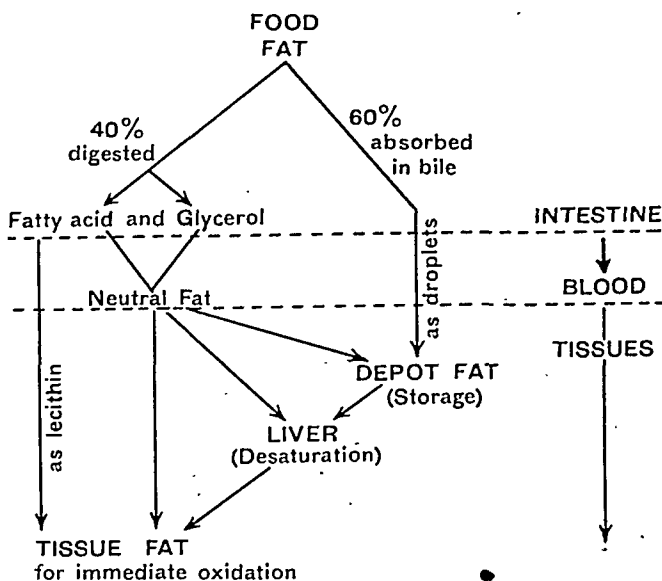 FOOD
FAT
40%
digested
60%
absorbed
in bile
Fatty acid and Glycerol
INTESTINE
as droplets
Neutral Fat
BLOOD
TISSUES
DEPOT FAT
(Storage)
as lecithin
LIVER
(Desaturation)
TISSUE FAT
for immediate oxidation